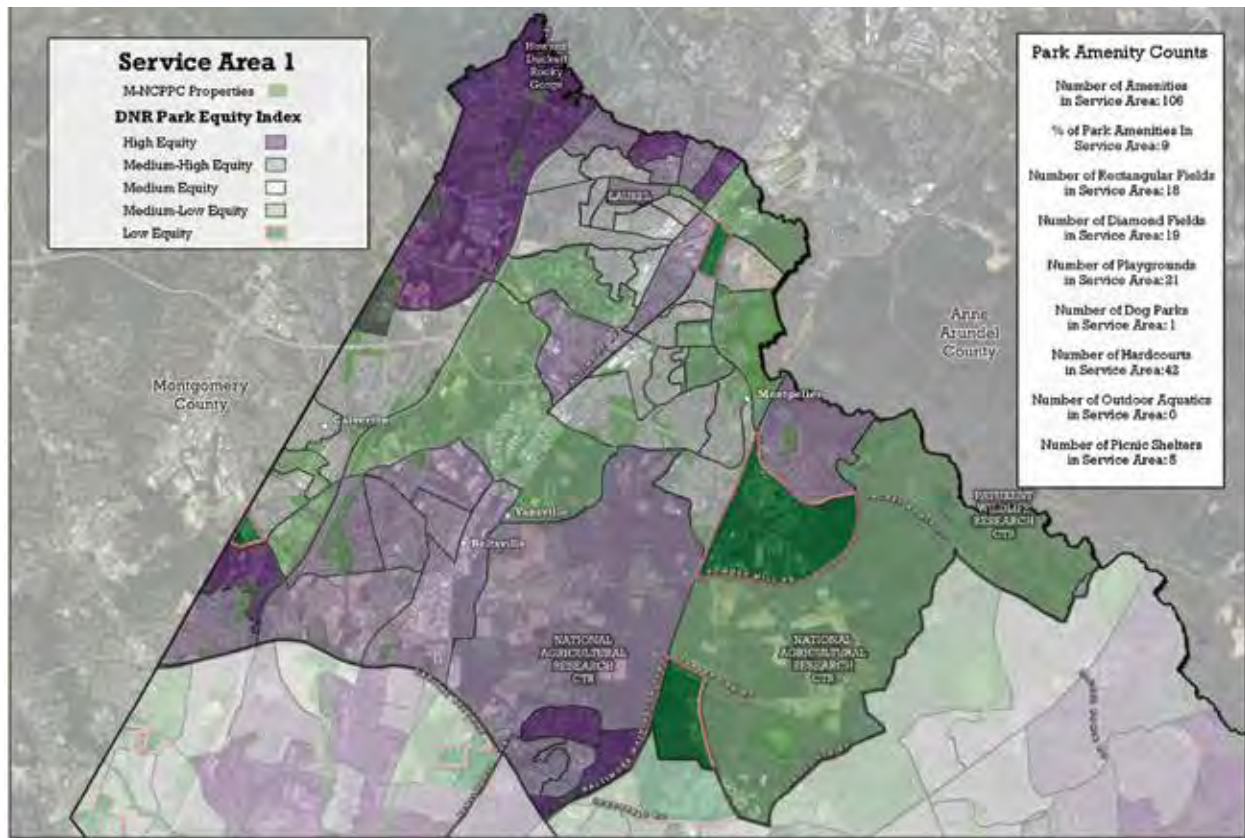 Service Area 1
M-NCPPC Properties
DNR Park Equity Index
High Equity
Medium-High Equity
Medium Equity
Medium-Low Equity
Low Equity
Park Amenity Counts
Number of Amenities
in Service Area: 106
% of Park Amenities In
Service Area: 9
Number of Rectangular Fields
in Service Area: 18
Number of Diamond Fields
in Service Area: 19
Number of Playgrounds
in Service Area: 21
Number of Dog Parks
in Service Area: 1
Number of Hardcourts
in Service Area: 42
Number of Outdoor Aquatics
in Service Area: 0
Number of Picnic Shelters
in Service Area:
Duckett
Rocky
Gorge
LAUREL
Anne
Arundel
County
Montgomery
County
Montpelier
Calverton
Vansville
Beltsville
PATUXENT
WILDLIFE
RESEARCH
CTR
POWDER MILL RD
NATIONAL
AGRICULTURAL
RESEARCH
CTR
NATIONAL
AGRICULTURAL
RESEARCH
CTR